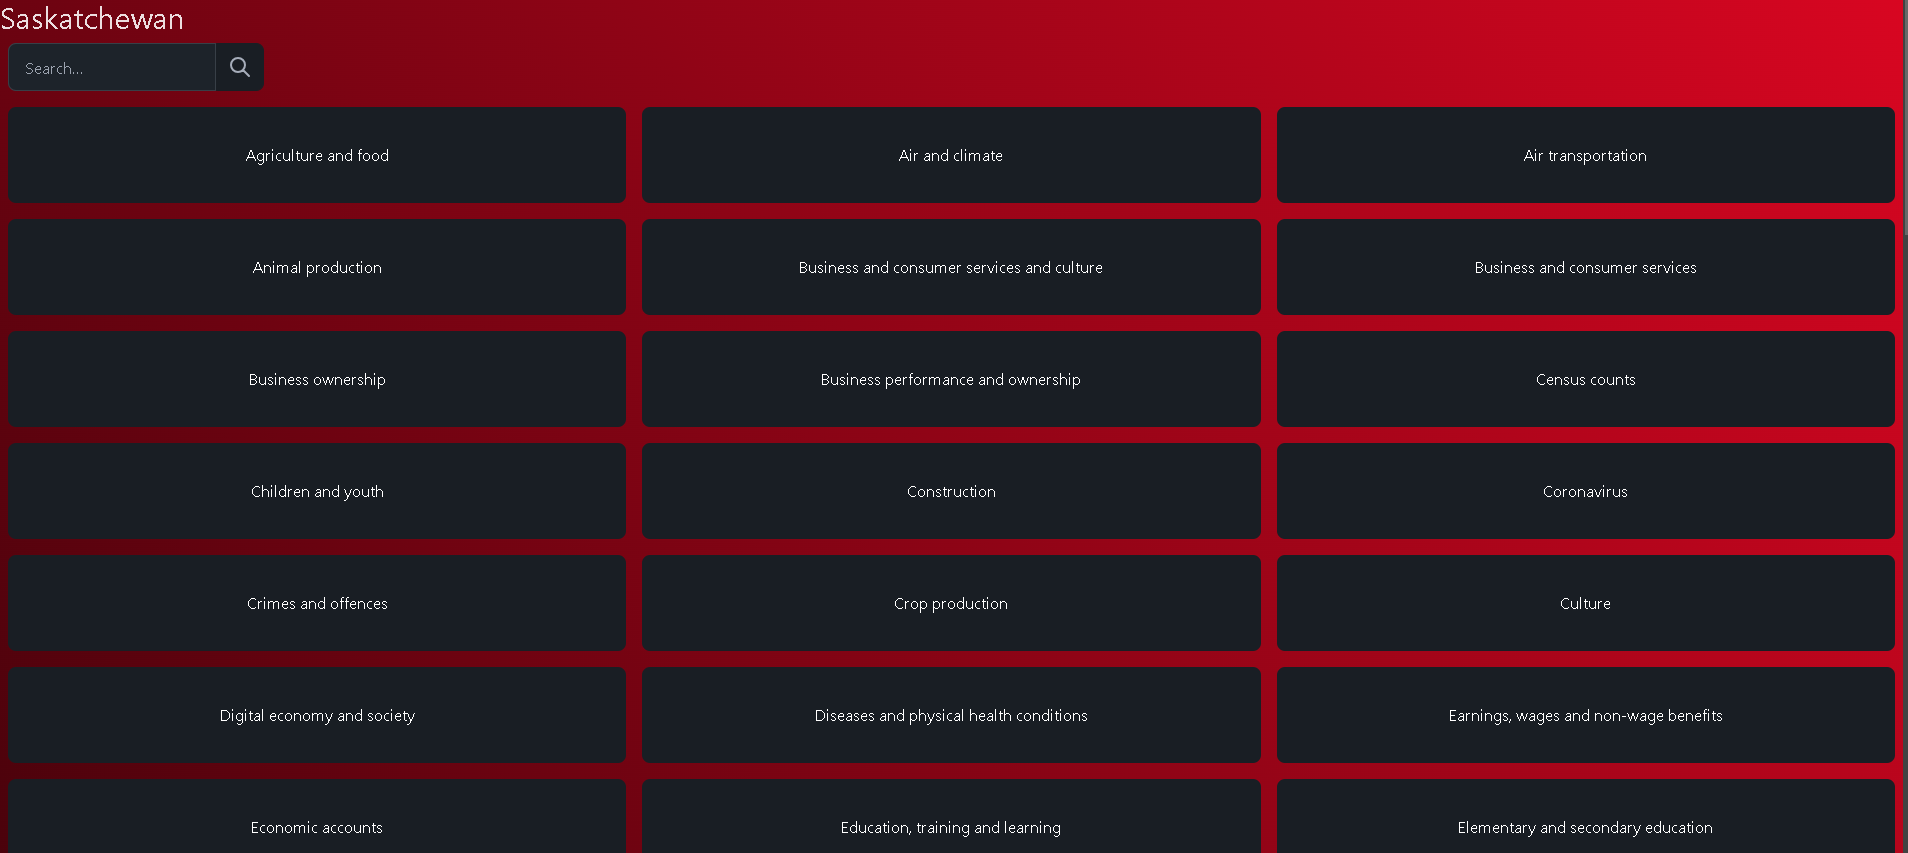 Saskatchewan
Search...
Agriculture and food
Air and climate
Air transportation
Animal production
Business and consumer services and culture
Business and consumer services
Business ownership
Business performance and ownership
Census counts
Children and youth
Construction
Coronavirus
Crimes and offences
Crop production
Culture
Digital economy and society
Diseases and physical health conditions
Earnings, wages and non-wage benefits
Economic accounts
Education, training and learning
Elementary and secondary education